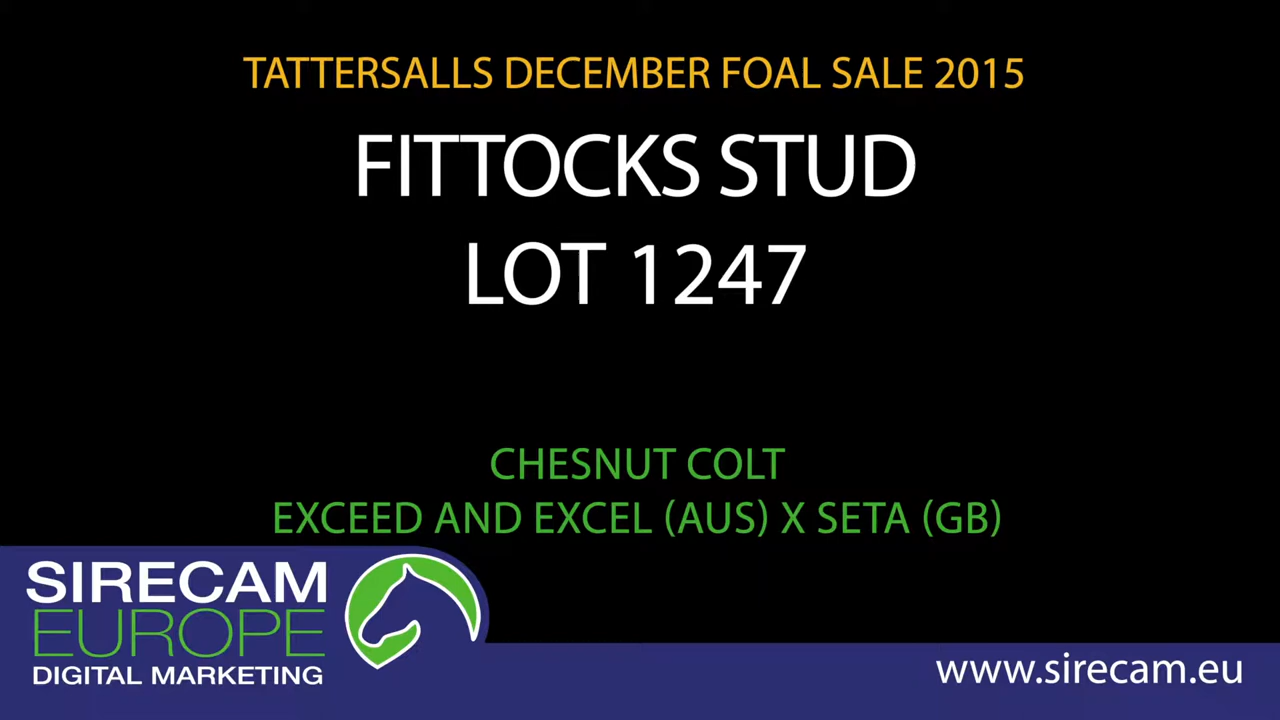 TATTERSALLS DECEMBER FOAL SALE 2015
FITTOCKS STUD
LOT 1247
CHESNUT COLT
EXCEED AND EXCEL (AUS) X SETA (GB)
SIRECAM
EUROPE
DIGITAL MARKETING
www.sirecam.eu